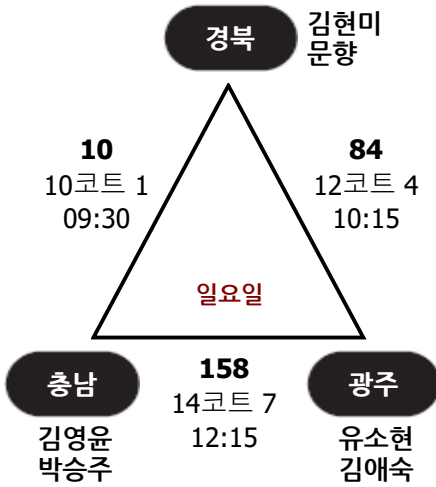 경북
김현미
문향
10
10코트 1
09:30
84
12코트 4
10:15
일요일
충남
김영윤
박승주
158
14코트 7
12:15
광주
유소현
김애숙